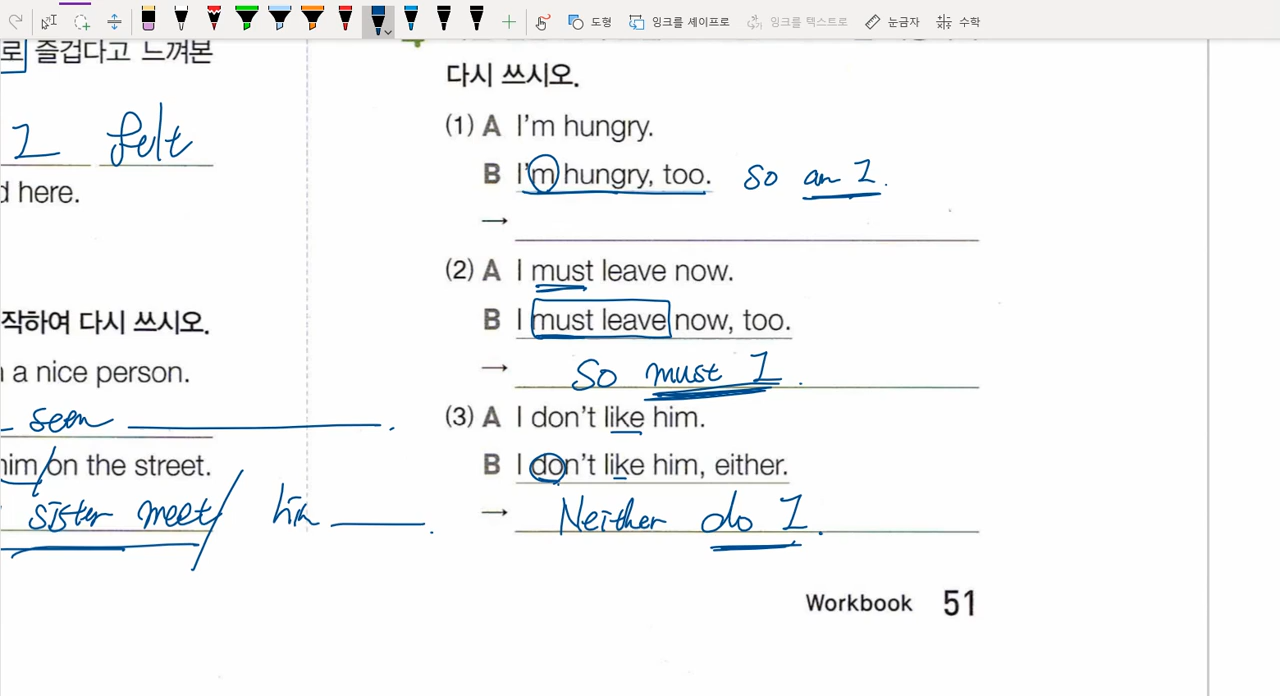 도형 잉크를 셰이프로 잉크를 텍스트로 눈금자 수학
로 즐겁다고 느껴본
I felt
d here.
작하여 다시 쓰시오.
a nice person.
seen .
him on the street.
sister meet him .
다시 쓰시오.
(1) A I'm hungry.
B I'm hungry, too. So am I.
→
(2) A I must leave now.
B I must leave now, too.
→ So must I.
(3) A I don't like him.
B I don't like him, either.
→ Neither do I.
Workbook 51